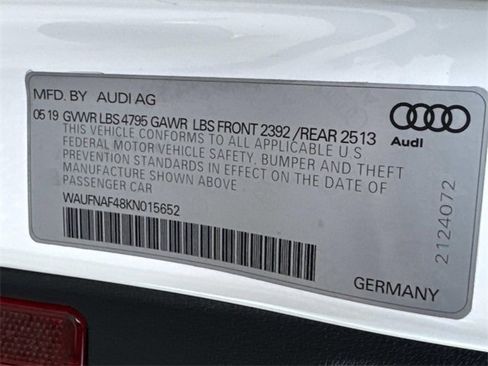 MFD. BY AUDI AG
05 19 GVWR LBS 4795 GAWR LBS FRONT 2392 /REAR 2513
THIS VEHICLE CONFORMS TO ALL APPLICABLE U S
FEDERAL MOTOR VEHICLE SAFETY, BUMPER AND THEFT
PREVENTION STANDARDS IN EFFECT ON THE DATE OF
MANUFACTURE SHOWN ABOVE
PASSENGER CAR
WAUFNAF48KN015652
Audi
2124072
GERMANY